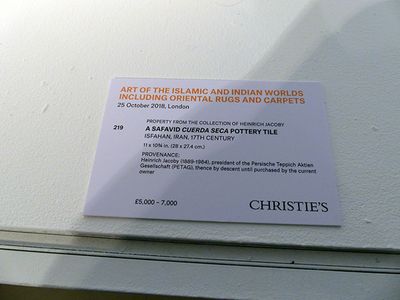 ART OF THE ISLAMIC AND INDIAN WORLDS
INCLUDING ORIENTAL RUGS AND CARPETS
25 October 2018, London
PROPERTY FROM THE COLLECTION OF HEINRICH JACOBY
219 A SAFAVID CUERDA SECA POTTERY TILE
ISFAHAN, IRAN, 17TH CENTURY
11 x 10¾ in. (28 x 27.4 cm.)
PROVENANCE:
Heinrich Jacoby (1889-1964), president of the Persische Teppich Aktien
Gesellschaft (PETAG), thence by descent until purchased by the current
owner
£5,000 - 7,000
CHRISTIE'S